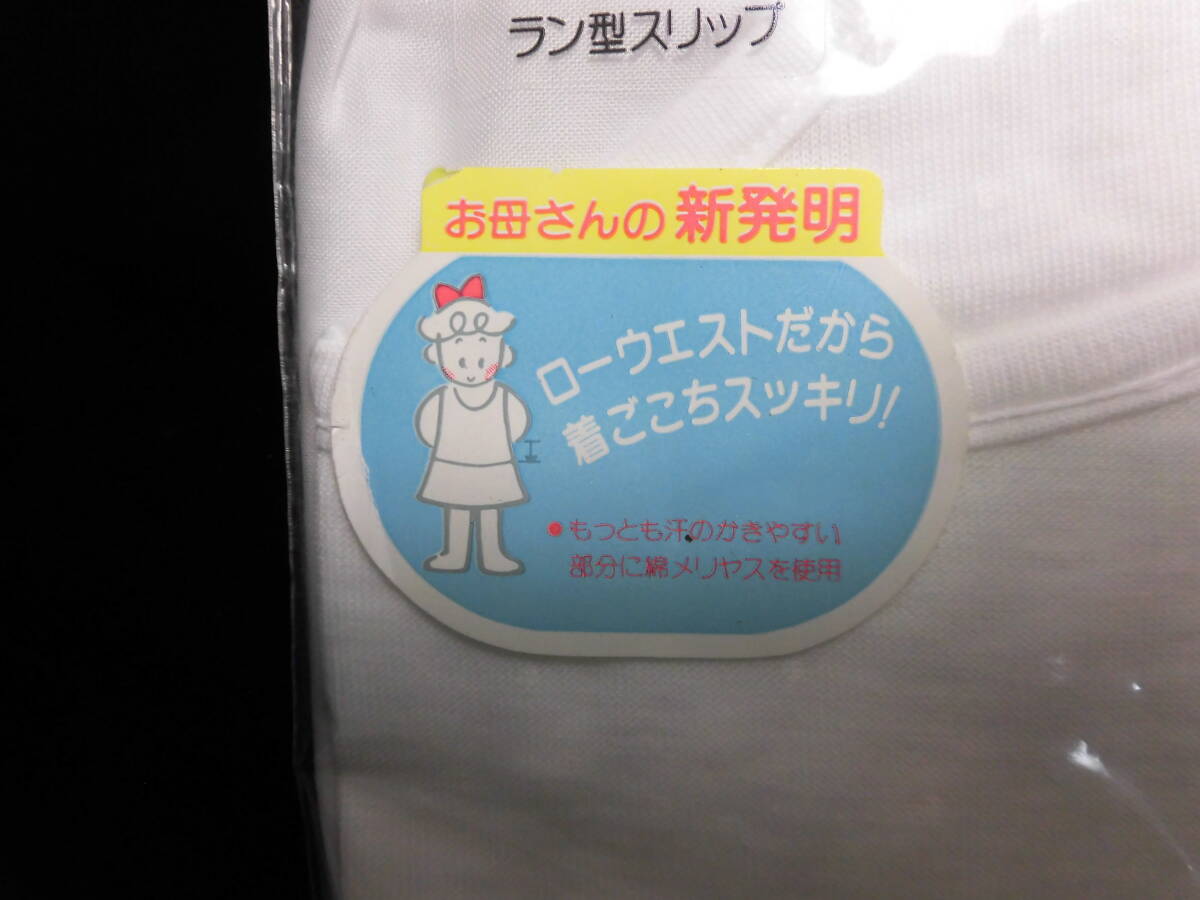 ラン型スリップ
お母さんの新発明
ローウエストだから
着ごこちスッキリ!
●もっとも汗のかきやすい
部分に綿メリヤスを使用